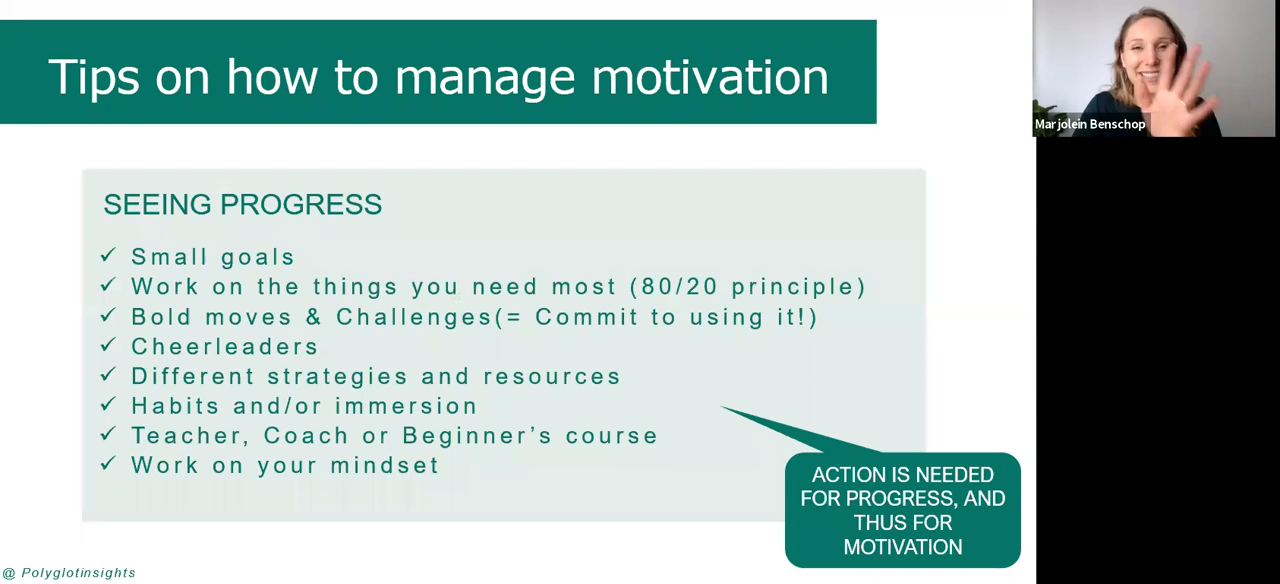 Tips on how to manage motivation
Marjolein Benschop
SEEING PROGRESS
✓ Small goals
✓ Work on the things you need most (80/20 principle)
✓ Bold moves & Challenges(= Commit to using it!)
✓ Cheerleaders
✓ Different strategies and resources
✓ Habits and/or immersion
✓ Teacher, Coach or Beginner’s course
✓ Work on your mindset
ACTION IS NEEDED
FOR PROGRESS, AND
THUS FOR
MOTIVATION
@ Polyglotinsights